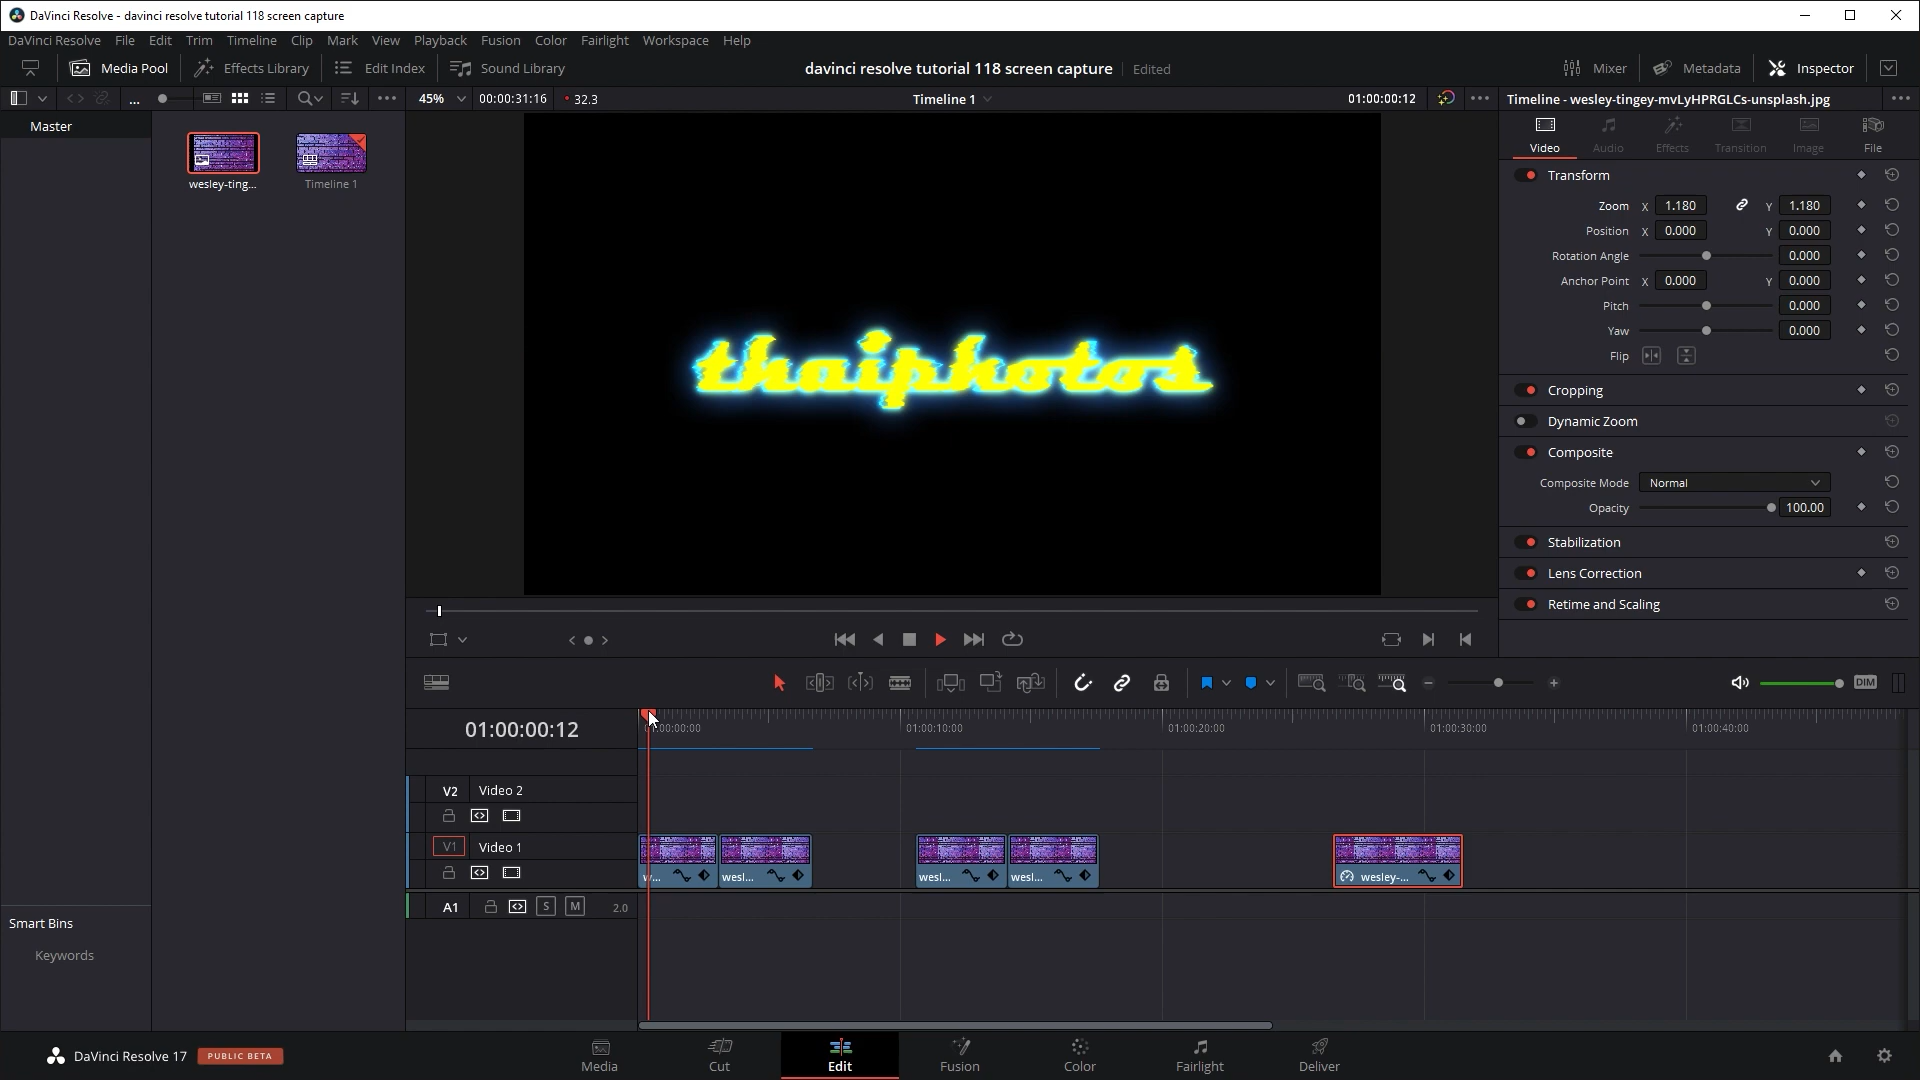 DaVinci Resolve - davinci resolve tutorial 118 screen capture
DaVinci Resolve File Edit Trim Timeline Clip Mark View Playback Fusion Color Fairlight Workspace Help
Media Pool Effects Library Edit Index Sound Library davinci resolve tutorial 118 screen capture Edited Mixer Metadata Inspector
45% 00:00:31:16 32.3 Timeline 1 01:00:00:12 Timeline - wesley-tingey-mvLyHPRGLCs-unsplash.jpg
Master
wesley-ting... Timeline 1
Video Audio Effects Transition Image File
Transform
Zoom X 1.180 Y 1.180
Position X 0.000 Y 0.000
Rotation Angle 0.000
Anchor Point X 0.000 Y 0.000
Pitch 0.000
Yaw 0.000
Flip
Cropping
Dynamic Zoom
Composite
Composite Mode Normal
Opacity 100.00
Stabilization
Lens Correction
Retime and Scaling
thaiphotos
DIM
01:00:00:12
01:00:10:00 01:00:20:00 01:00:30:00 01:00:40:00
V2 Video 2
V1 Video 1
w... wesl... wesl... wesl... wesley-...
A1 S M 2.0
Smart Bins
Keywords
DaVinci Resolve 17 PUBLIC BETA
Media Cut Edit Fusion Color Fairlight Deliver